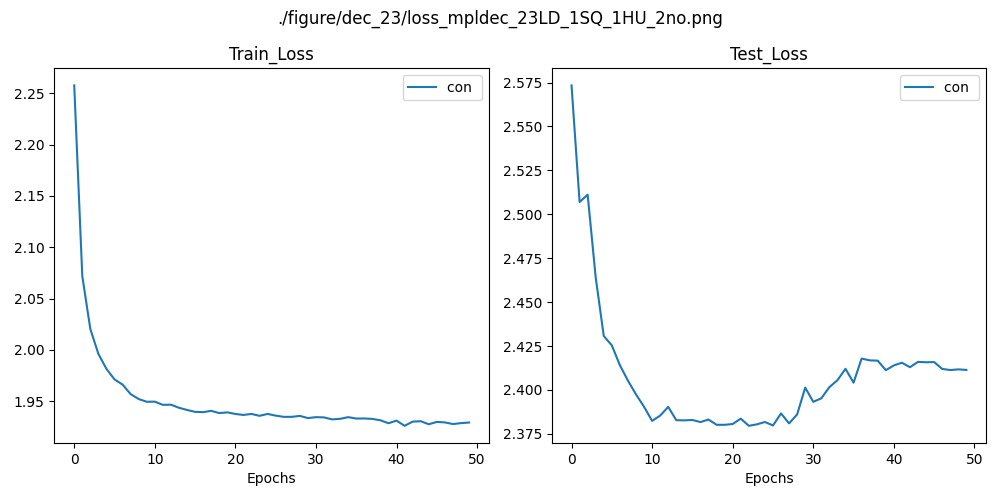 ./figure/dec_23/loss_mpldec_23LD_1SQ_1HU_2no.png
Train_Loss
con
2.25
2.20
2.15
2.10
2.05
2.00
1.95
0 10 20 30 40 50
Epochs
Test_Loss
con
2.575
2.550
2.525
2.500
2.475
2.450
2.425
2.400
2.375
0 10 20 30 40 50
Epochs